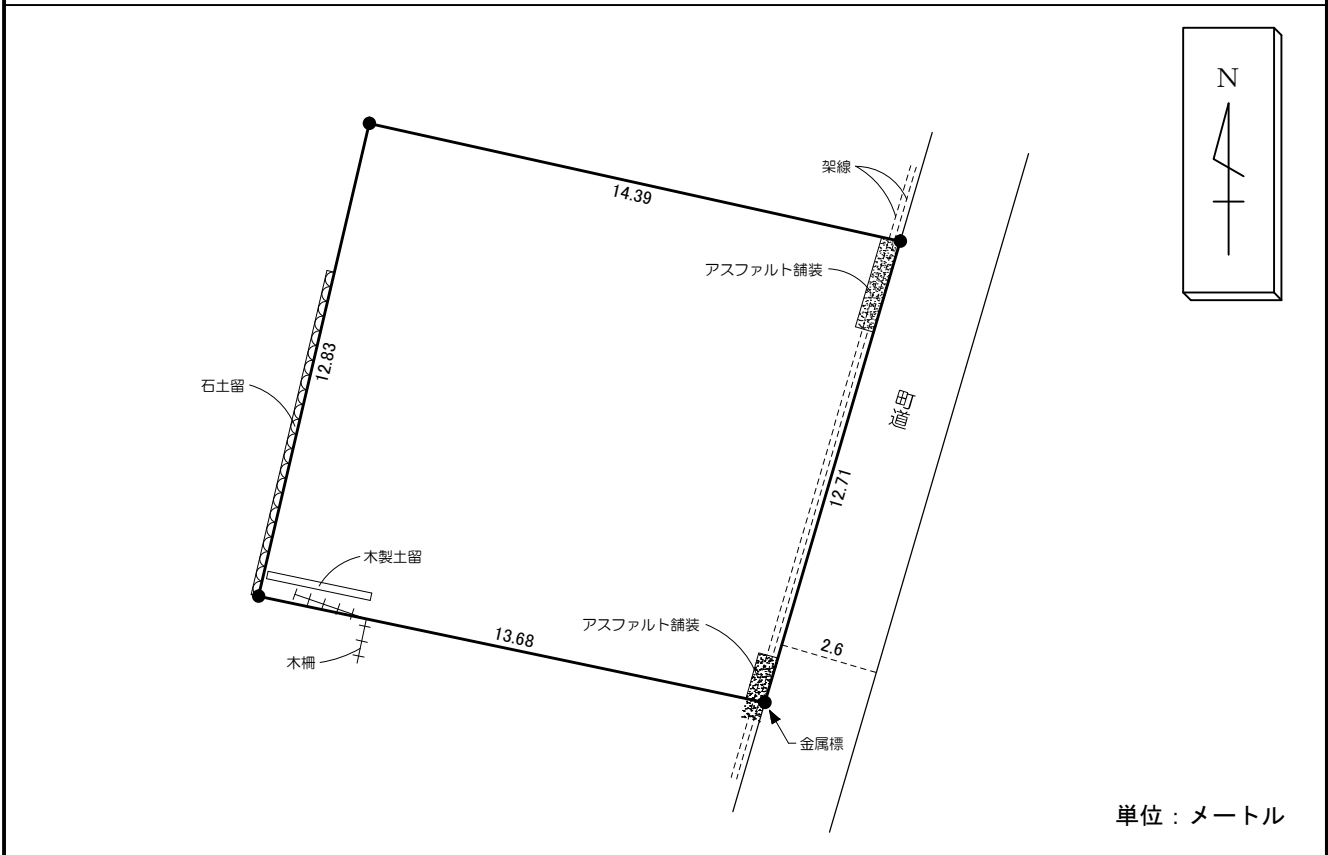 N
架線
14.39
アスファルト舗装
12.83
石土留
町道
12.71
木製土留
アスファルト舗装
13.68
2.6
木柵
金属標
単位：メートル